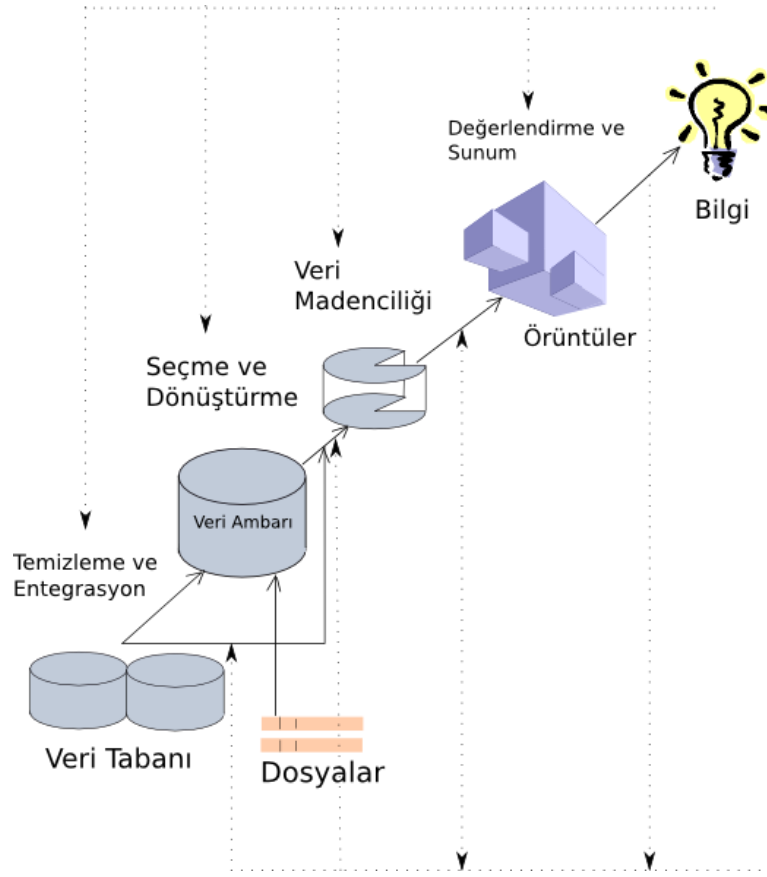 Değerlendirme ve
Sunum
Bilgi
Veri
Madenciliği
Örüntüler
Seçme ve
Dönüştürme
Veri Ambarı
Temizleme ve
Entegrasyon
Veri Tabanı
Dosyalar